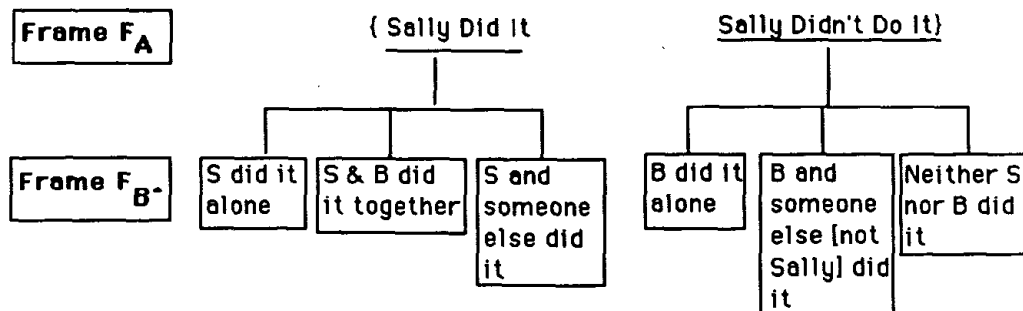 Frame F_A
{ Sally Did It
Sally Didn't Do It}
Frame F_B-
S did it
alone
S & B did
it together
S and
someone
else did
it
B did it
alone
B and
someone
else [not
Sally] did
it
Neither S
nor B did
it